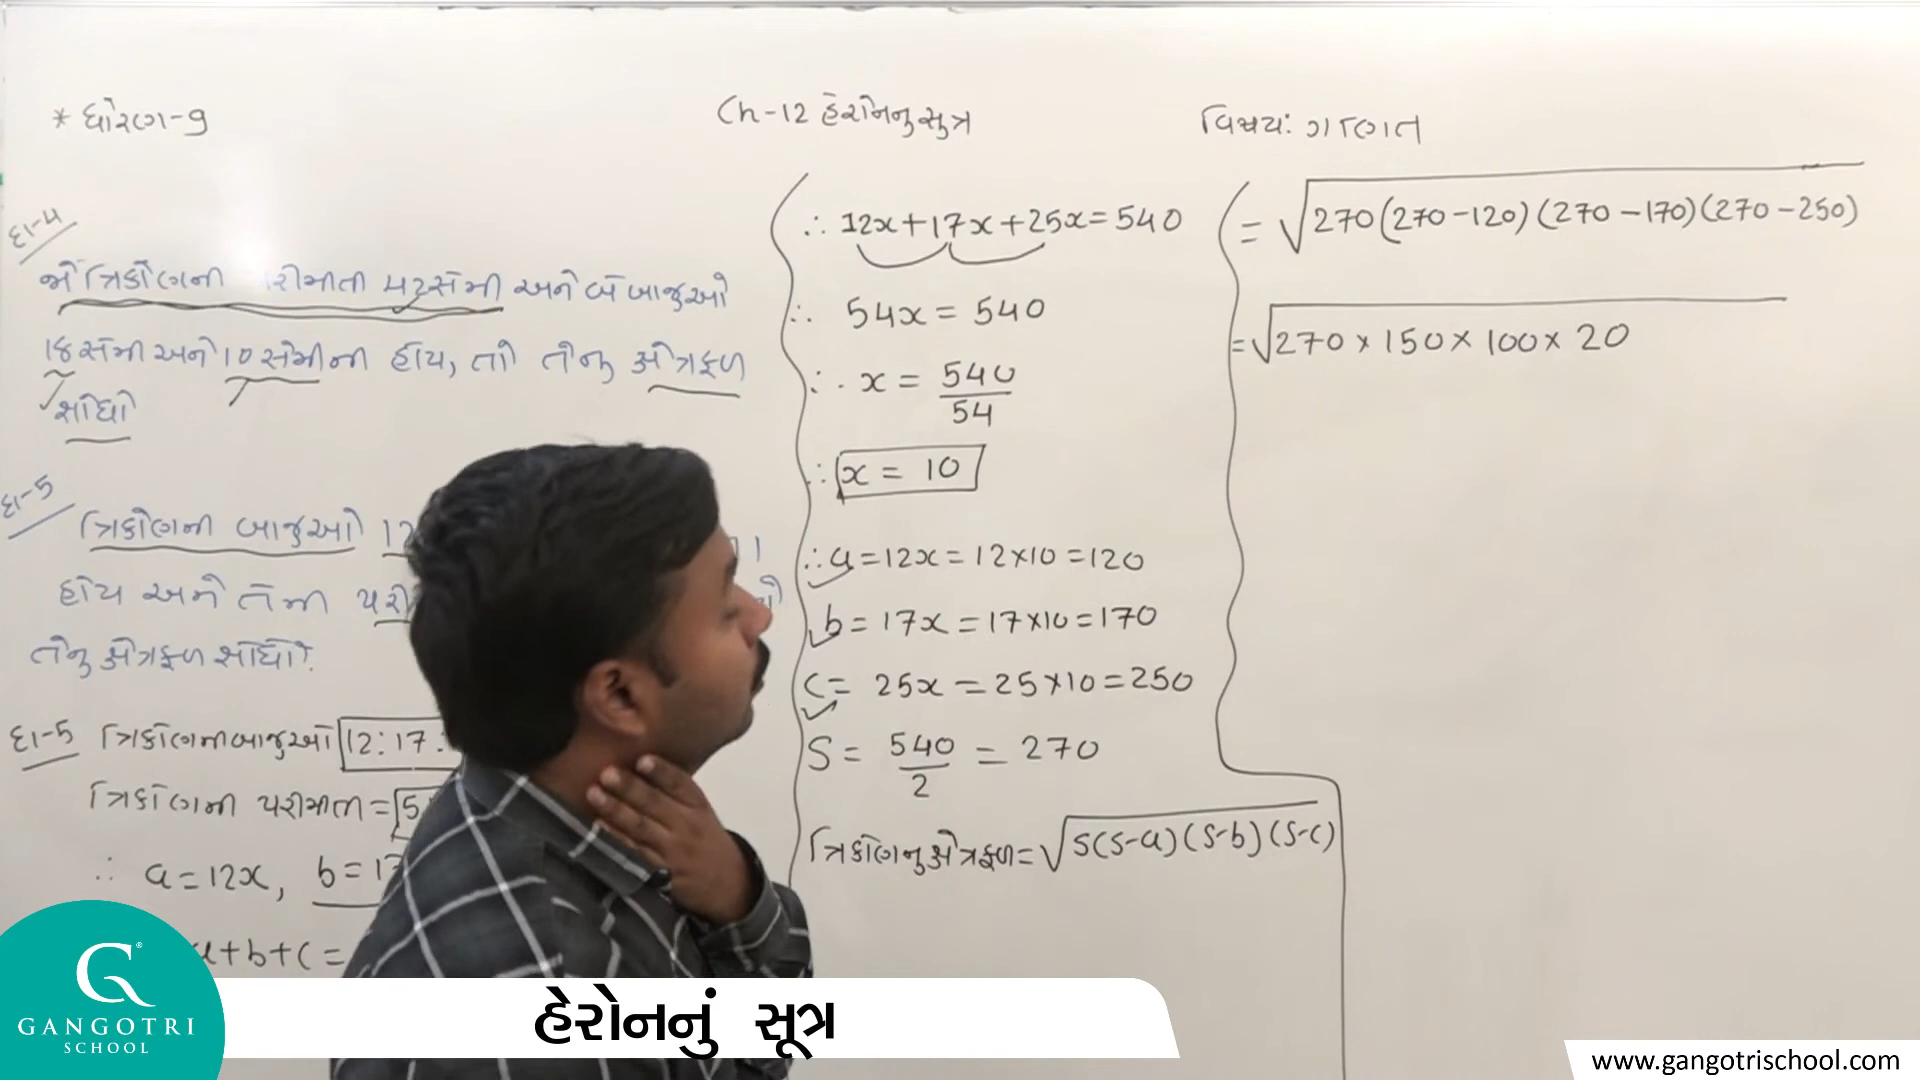 * ધોરણ-9
Ch-12 હેરોનનુ સુત્ર
વિષય: ગણિત
દા-4
જે ત્રિકોણની પરીમીતી 42 સેમી અને બે બાજુઓ
18 સેમી અને 10 સેમીની હોય, તો તેનુ ક્ષેત્રફળ
શોધો
દા-5
ત્રિકોણની બાજુઓ 12
હોય અને તેની પરી
તેનુ ક્ષેત્રફળ શોધો.
દા-5 ત્રિકોણના બાજુઓ 12:17:
ત્રિકોણની પરીમીતી = 5
∴ a=12x, b=17
a+b+c=
∴ 12x+17x+25x=540
∴ 54x = 540
∴ x = 540/54
∴ x = 10
∴ a=12x=12×10=120
b=17x=17×10=170
C= 25x=25×10=250
S = 540/2 = 270
ત્રિકોણનુ ક્ષેત્રફળ=√S(S-a)(S-b)(S-c)
= √270(270-120)(270-170)(270-250)
=√270×150×100×20
GANGOTRI
SCHOOL
હેરોનનું સૂત્ર
www.gangotrischool.com